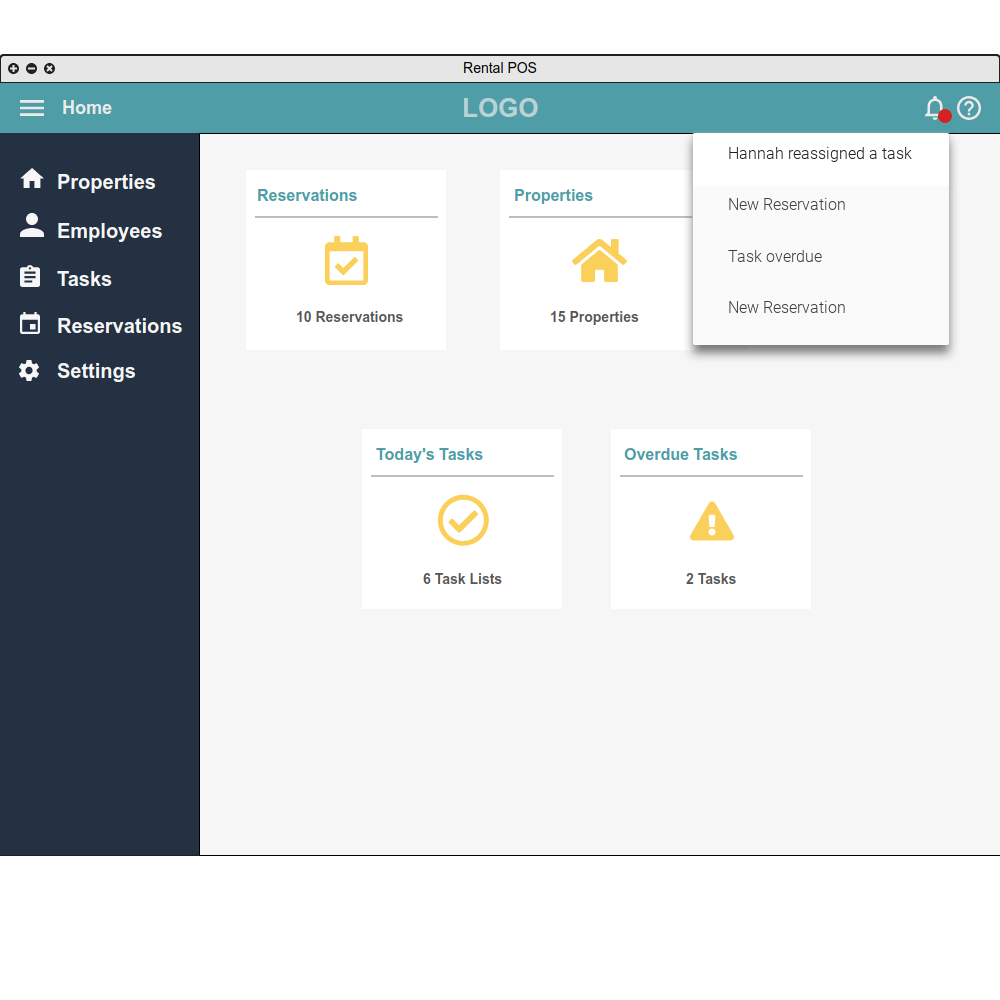 Rental POS
Home
LOGO
Properties
Employees
Tasks
Reservations
Settings
Reservations
10 Reservations
Properties
15 Properties
Hannah reassigned a task
New Reservation
Task overdue
New Reservation
Today's Tasks
6 Task Lists
Overdue Tasks
2 Tasks